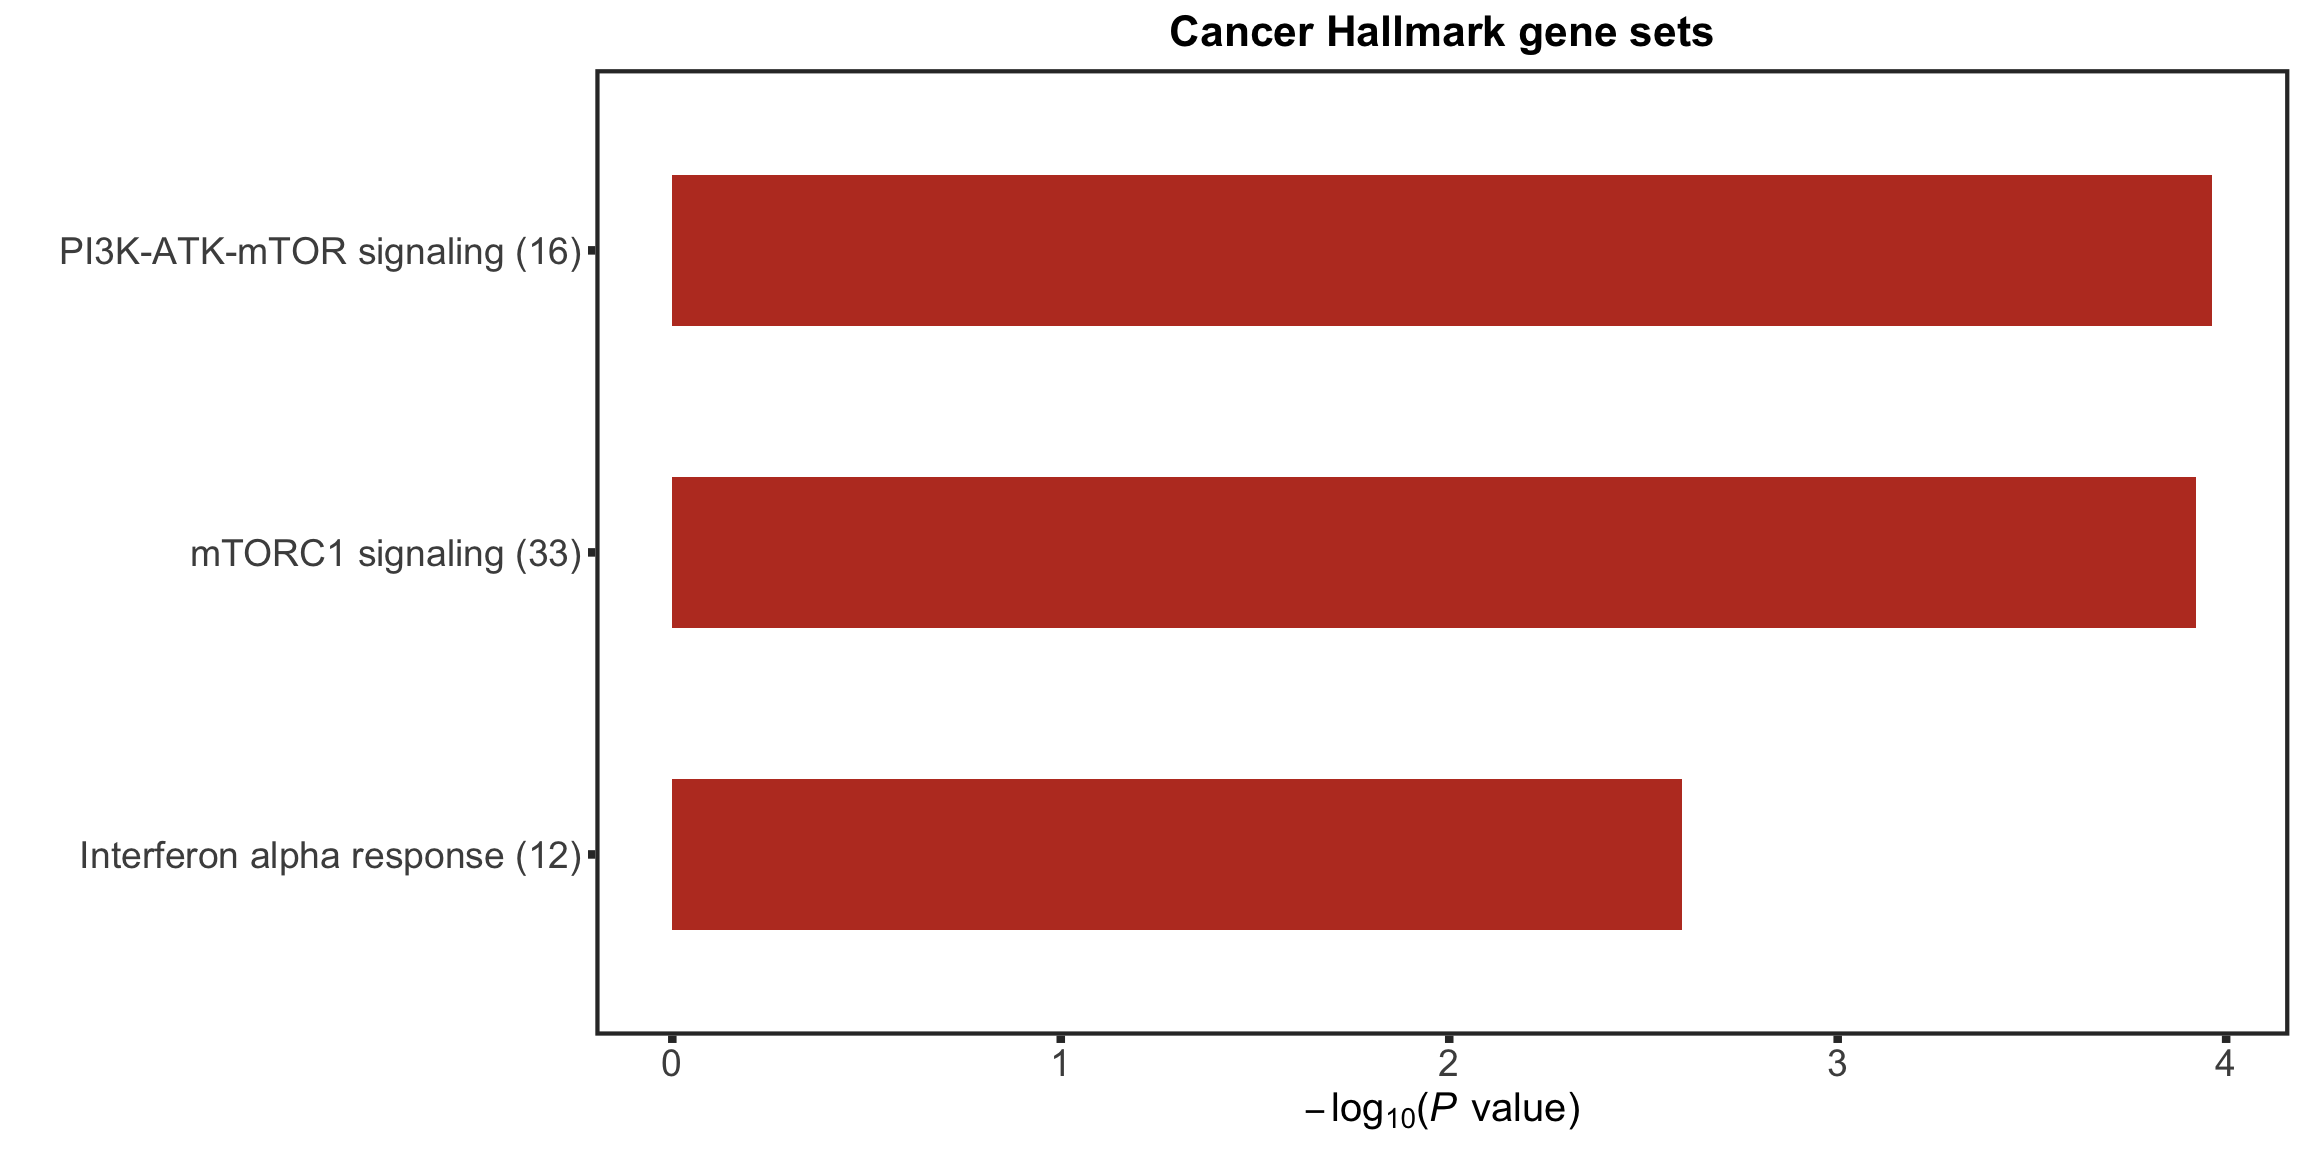 Cancer Hallmark gene sets
PI3K-ATK-mTOR signaling (16)
mTORC1 signaling (33)
Interferon alpha response (12)
0 1 2 3 4
−log₁₀(P value)